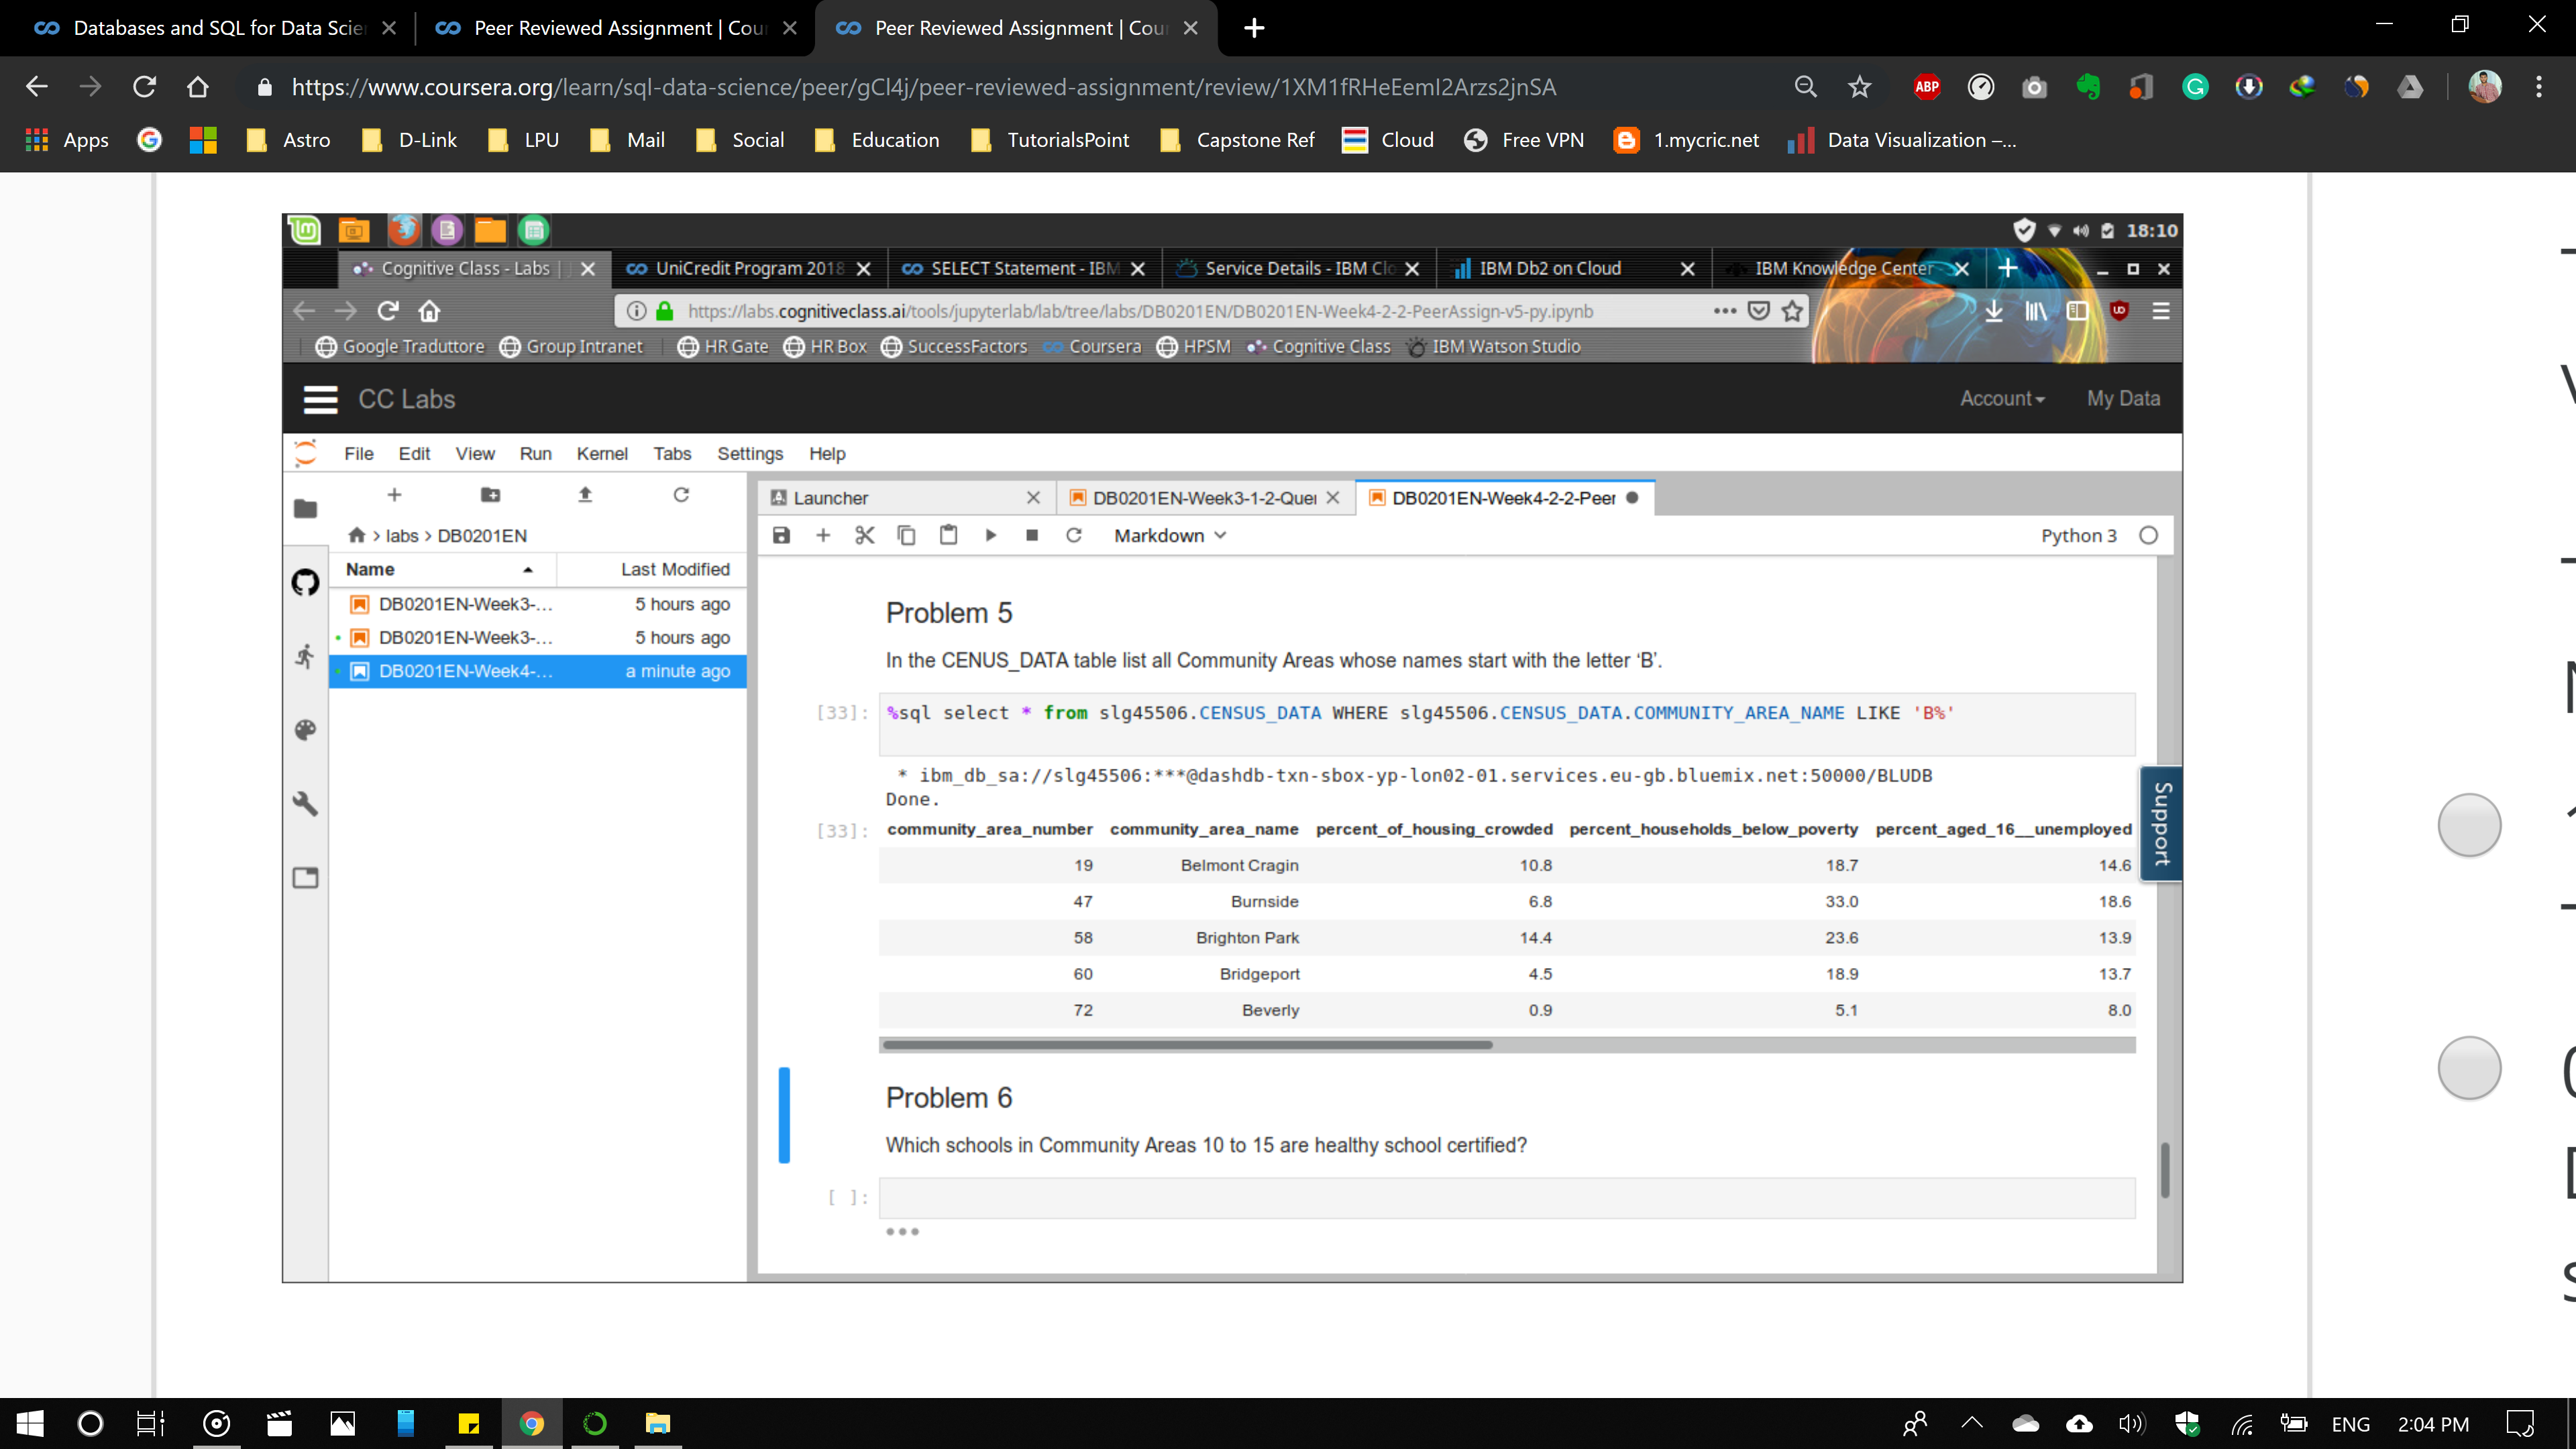 Databases and SQL for Data Scie
Peer Reviewed Assignment | Cou
Peer Reviewed Assignment | Cou
https://www.coursera.org/learn/sql-data-science/peer/gCl4j/peer-reviewed-assignment/review/1XM1fRHeEemI2Arzs2jnSA
ABP
Apps
Astro
D-Link
LPU
Mail
Social
Education
TutorialsPoint
Capstone Ref
Cloud
Free VPN
1.mycric.net
Data Visualization –...
18:10
Cognitive Class - Labs |
UniCredit Program 2018
SELECT Statement - IBM
Service Details - IBM Clo
IBM Db2 on Cloud
IBM Knowledge Center -
https://labs.cognitiveclass.ai/tools/jupyterlab/lab/tree/labs/DB0201EN/DB0201EN-Week4-2-2-PeerAssign-v5-py.ipynb
Google Traduttore
Group Intranet
HR Gate
HR Box
SuccessFactors
Coursera
HPSM
Cognitive Class
IBM Watson Studio
CC Labs
Account
My Data
File Edit View Run Kernel Tabs Settings Help
Launcher
DB0201EN-Week3-1-2-Quer
DB0201EN-Week4-2-2-Peer
labs > DB0201EN
Markdown
Python 3
Name Last Modified
DB0201EN-Week3-... 5 hours ago
DB0201EN-Week3-... 5 hours ago
DB0201EN-Week4-... a minute ago
Problem 5
In the CENUS_DATA table list all Community Areas whose names start with the letter ‘B’.
[33]: %sql select * from slg45506.CENSUS_DATA WHERE slg45506.CENSUS_DATA.COMMUNITY_AREA_NAME LIKE 'B%'
* ibm_db_sa://slg45506:***@dashdb-txn-sbox-yp-lon02-01.services.eu-gb.bluemix.net:50000/BLUDB
Done.
[33]: community_area_number community_area_name percent_of_housing_crowded percent_households_below_poverty percent_aged_16__unemployed
19 Belmont Cragin 10.8 18.7 14.6
47 Burnside 6.8 33.0 18.6
58 Brighton Park 14.4 23.6 13.9
60 Bridgeport 4.5 18.9 13.7
72 Beverly 0.9 5.1 8.0
Support
Problem 6
Which schools in Community Areas 10 to 15 are healthy school certified?
[ ]:
ENG
2:04 PM